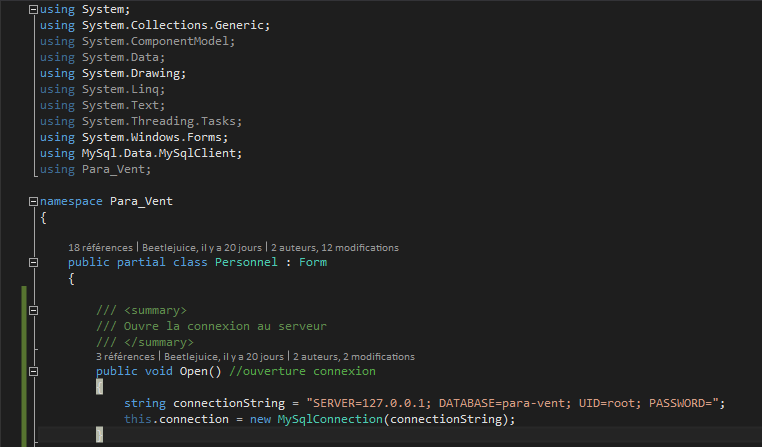 using System;
using System.Collections.Generic;
using System.ComponentModel;
using System.Data;
using System.Drawing;
using System.Linq;
using System.Text;
using System.Threading.Tasks;
using System.Windows.Forms;
using MySql.Data.MySqlClient;
using Para_Vent;
namespace Para_Vent
{
18 références | Beetlejuice, il y a 20 jours | 2 auteurs, 12 modifications
public partial class Personnel : Form
{
/// <summary>
/// Ouvre la connexion au serveur
/// </summary>
3 références | Beetlejuice, il y a 20 jours | 2 auteurs, 2 modifications
public void Open() //ouverture connexion
{
string connectionString = "SERVER=127.0.0.1; DATABASE=para-vent; UID=root; PASSWORD=";
this.connection = new MySqlConnection(connectionString);
}